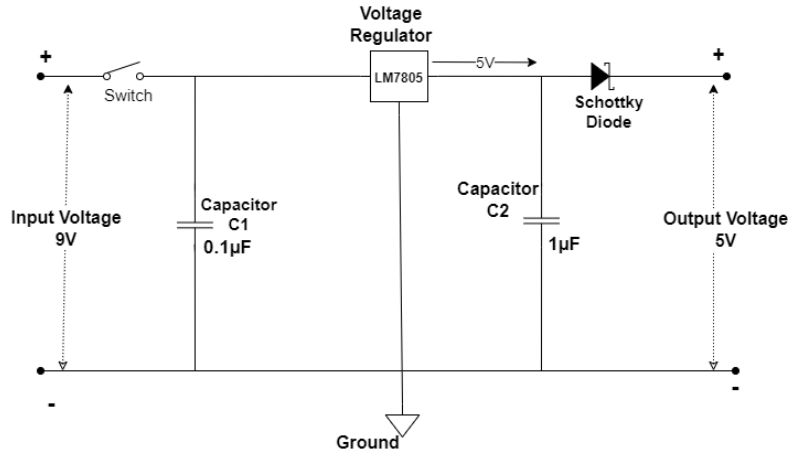 Voltage
Regulator
+
5V
+
LM7805
Switch
Schottky
Diode
Capacitor
C1
0.1µF
Capacitor
C2
1µF
Input Voltage
9V
Output Voltage
5V
-
-
Ground